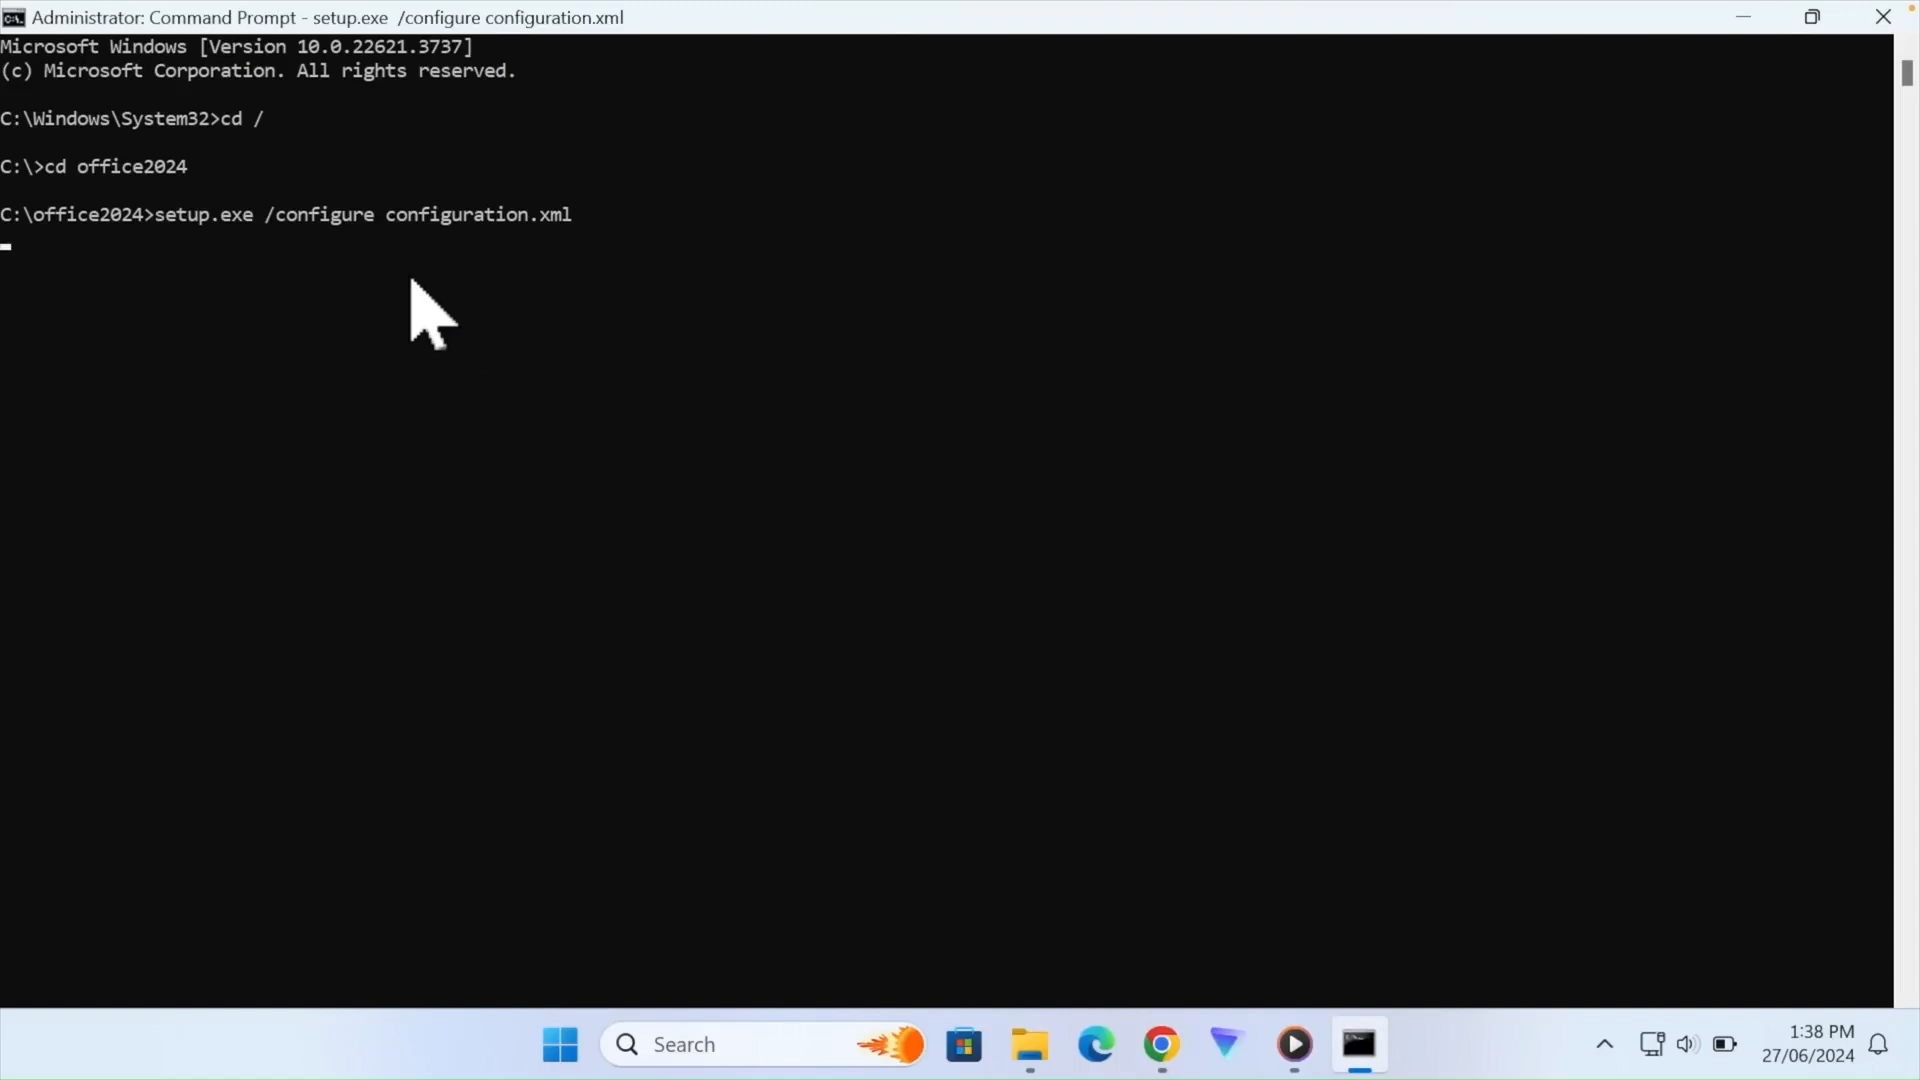 Administrator: Command Prompt - setup.exe  /configure configuration.xml
Microsoft Windows [Version 10.0.22621.3737]
(c) Microsoft Corporation. All rights reserved.
C:\Windows\System32>cd /
C:\>cd office2024
C:\office2024>setup.exe /configure configuration.xml
Search
1:38 PM
27/06/2024